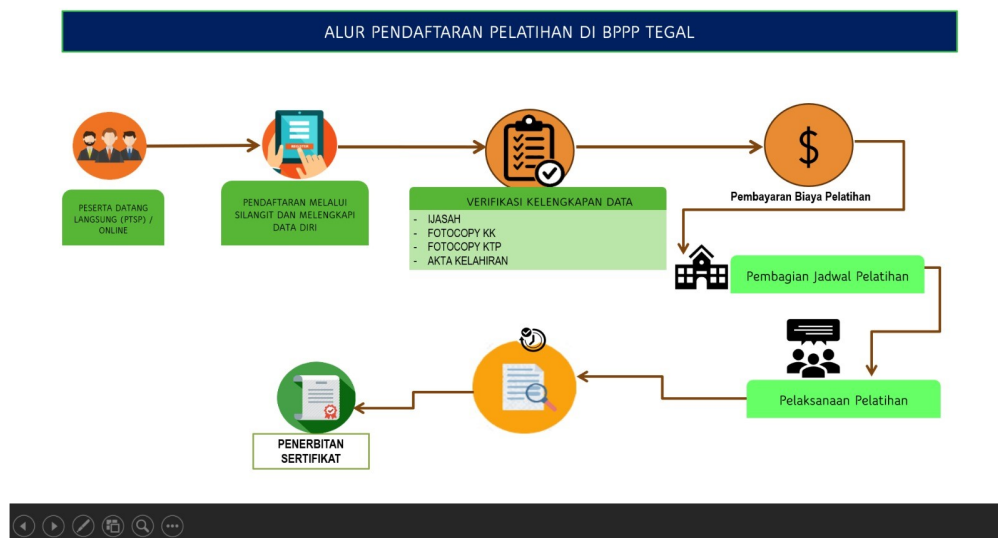 ALUR PENDAFTARAN PELATIHAN DI BPPP TEGAL
PESERTA DATANG
LANGSUNG (PTSP) /
ONLINE
PENDAFTARAN MELALUI
SILANGIT DAN MELENGKAPI
DATA DIRI
VERIFIKASI KELENGKAPAN DATA
- IJASAH
- FOTOCOPY KK
- FOTOCOPY KTP
- AKTA KELAHIRAN
$
Pembayaran Biaya Pelatihan
Pembagian Jadwal Pelatihan
Pelaksanaan Pelatihan
PENERBITAN
SERTIFIKAT